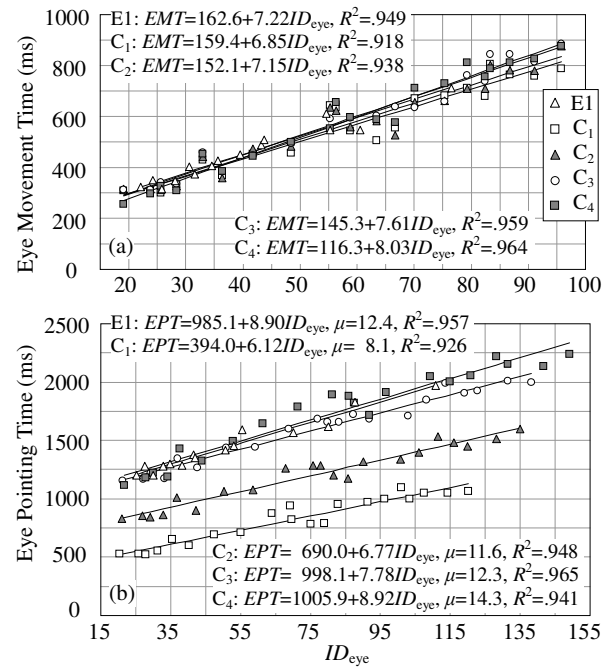 E1: EMT=162.6+7.22IDeye, R²=.949
C1: EMT=159.4+6.85IDeye, R²=.918
C2: EMT=152.1+7.15IDeye, R²=.938
1000
800
600
400
200
0
Eye Movement Time (ms)
E1
C1
C2
C3
C4
C3: EMT=145.3+7.61IDeye, R²=.959
C4: EMT=116.3+8.03IDeye, R²=.964
(a)
10 20 30 40 50 60 70 80 90 100
E1: EPT=985.1+8.90IDeye, μ=12.4, R²=.957
C1: EPT=394.0+6.12IDeye, μ= 8.1, R²=.926
2500
2000
1500
1000
500
0
Eye Pointing Time (ms)
C2: EPT= 690.0+6.77IDeye, μ=11.6, R²=.948
C3: EPT= 998.1+7.78IDeye, μ=12.3, R²=.965
C4: EPT=1005.9+8.92IDeye, μ=14.3, R²=.941
(b)
15 35 55 75 95 115 135 155
IDeye